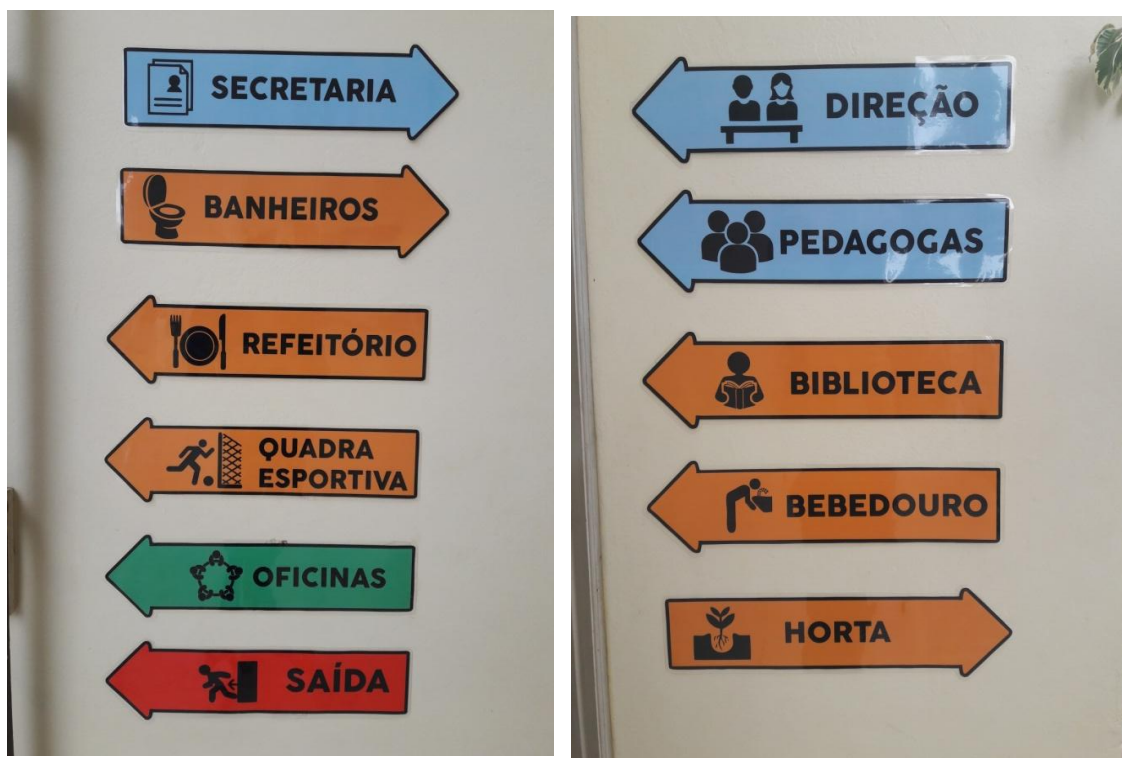 SECRETARIA
BANHEIROS
REFEITÓRIO
QUADRA
ESPORTIVA
OFICINAS
SAÍDA
DIREÇÃO
PEDAGOGAS
BIBLIOTECA
BEBEDOURO
HORTA